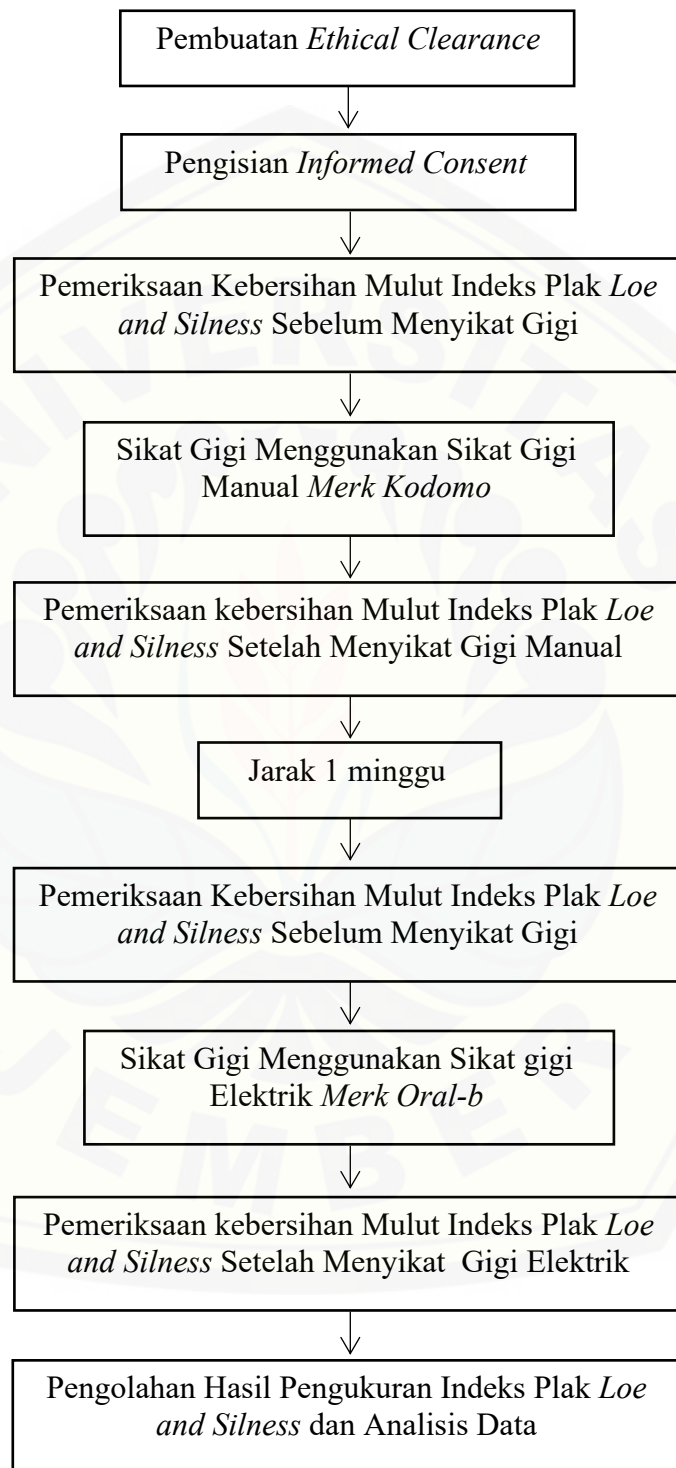 Pembuatan Ethical Clearance
Pengisian Informed Consent
Pemeriksaan Kebersihan Mulut Indeks Plak Loe
and Silness Sebelum Menyikat Gigi
Sikat Gigi Menggunakan Sikat Gigi
Manual Merk Kodomo
Pemeriksaan kebersihan Mulut Indeks Plak Loe
and Silness Setelah Menyikat Gigi Manual
Jarak 1 minggu
Pemeriksaan Kebersihan Mulut Indeks Plak Loe
and Silness Sebelum Menyikat Gigi
Sikat Gigi Menggunakan Sikat gigi
Elektrik Merk Oral-b
Pemeriksaan kebersihan Mulut Indeks Plak Loe
and Silness Setelah Menyikat  Gigi Elektrik
Pengolahan Hasil Pengukuran Indeks Plak Loe
and Silness dan Analisis Data
UNIVERSITAS
JEMBER